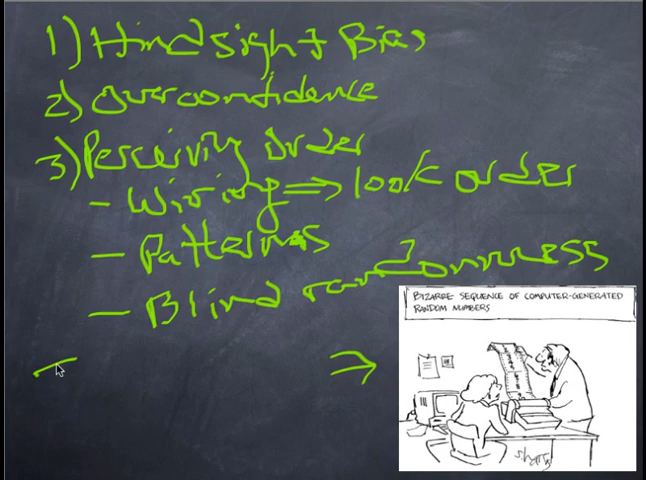 1) Hindsight Bias
2) overconfidence
3) Perceiving Order
- Wiring ⇒ look order
- Patterns
- Blind randomness
⇒
BIZARRE SEQUENCE OF COMPUTER-GENERATED
RANDOM NUMBERS